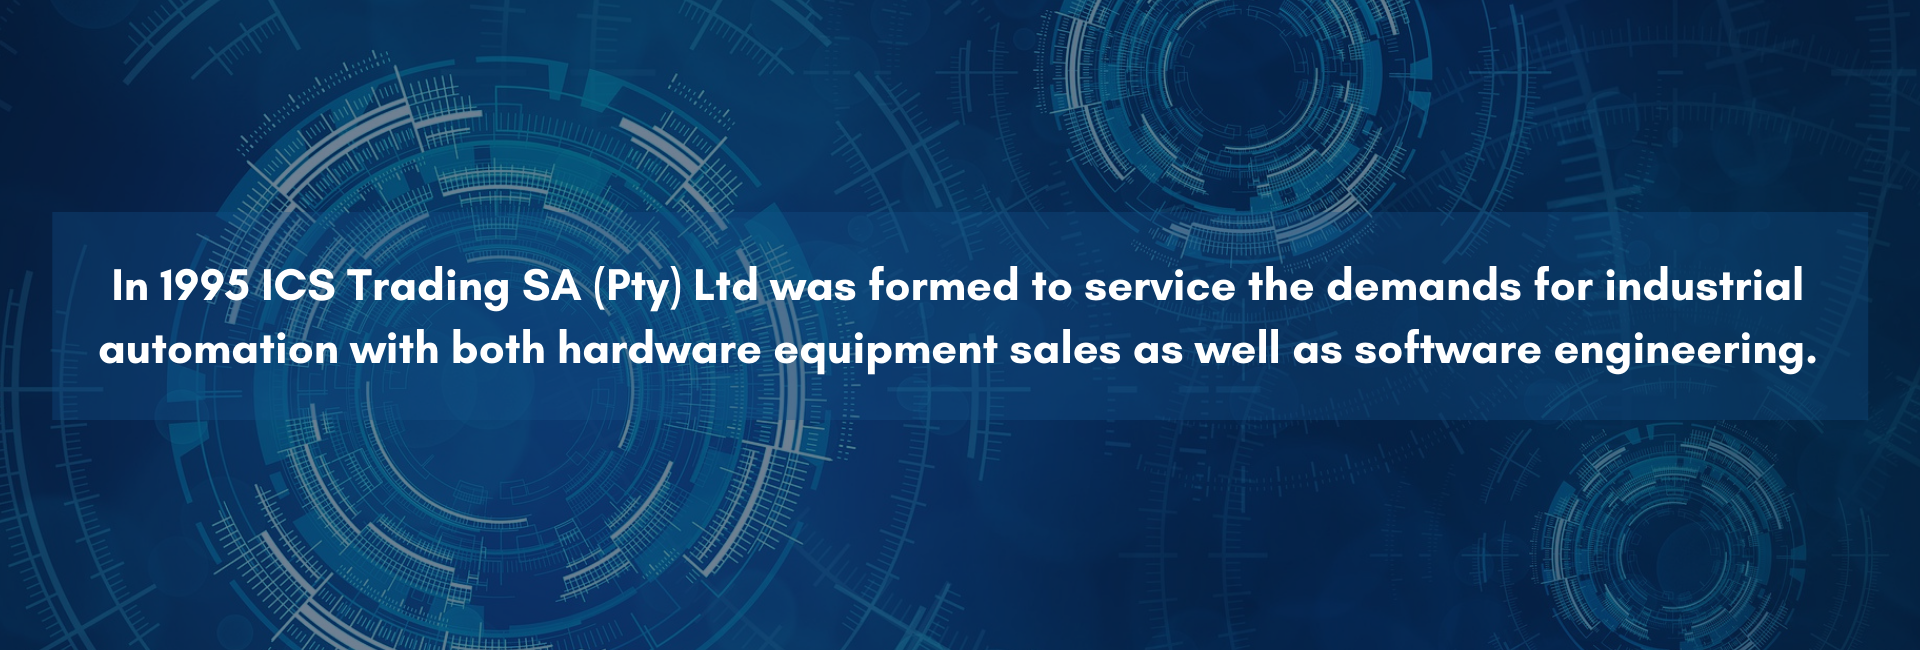 In 1995 ICS Trading SA (Pty) Ltd was formed to service the demands for industrial
automation with both hardware equipment sales as well as software engineering.